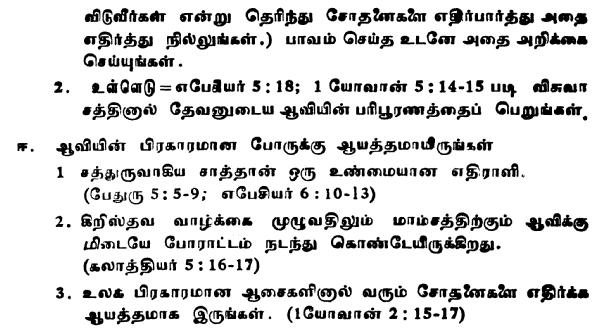 விடுவீர்கள் என்று தெரிந்து சோதனைகளை எதிர்பார்த்து அதை
எதிர்த்து நில்லுங்கள்.) பாவம் செய்த உடனே அதை அறிக்கை
செய்யுங்கள்.
2. உள்ளெடு = எபேசியர் 5:18; 1 யோவான் 5:14-15 படி விசுவா
சத்தினால் தேவனுடைய ஆவியின் பரிபூரணத்தைப் பெறுங்கள்.
ஈ. ஆவியின் பிரகாரமான போருக்கு ஆயத்தமாயிருங்கள்
1 சத்துருவாகிய சாத்தான் ஒரு உண்மையான எதிராளி.
(பேதுரு 5:5-9; எபேசியர் 6:10-13)
2. கிறிஸ்தவ வாழ்க்கை முழுவதிலும் மாம்சத்திற்கும் ஆவிக்கு
மிடையே போராட்டம் நடந்து கொண்டேயிருக்கிறது.
(கலாத்தியர் 5:16-17)
3. உலக பிரகாரமான ஆசைகளினால் வரும் சோதனைகளை எதிர்க்க
ஆயத்தமாக இருங்கள். (1யோவான் 2:15-17)